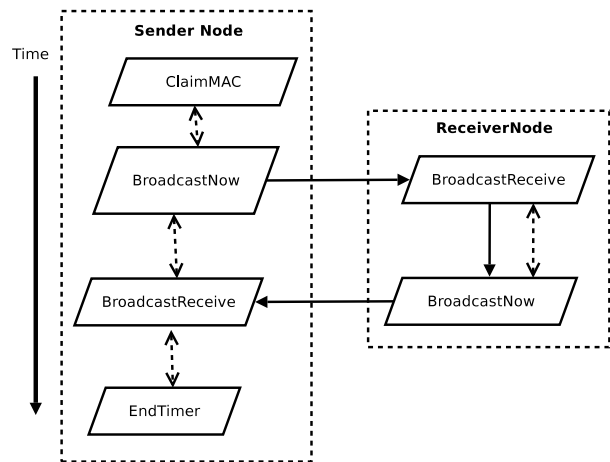 Sender Node
Time
ClaimMAC
ReceiverNode
BroadcastNow
BroadcastReceive
BroadcastReceive
BroadcastNow
EndTimer